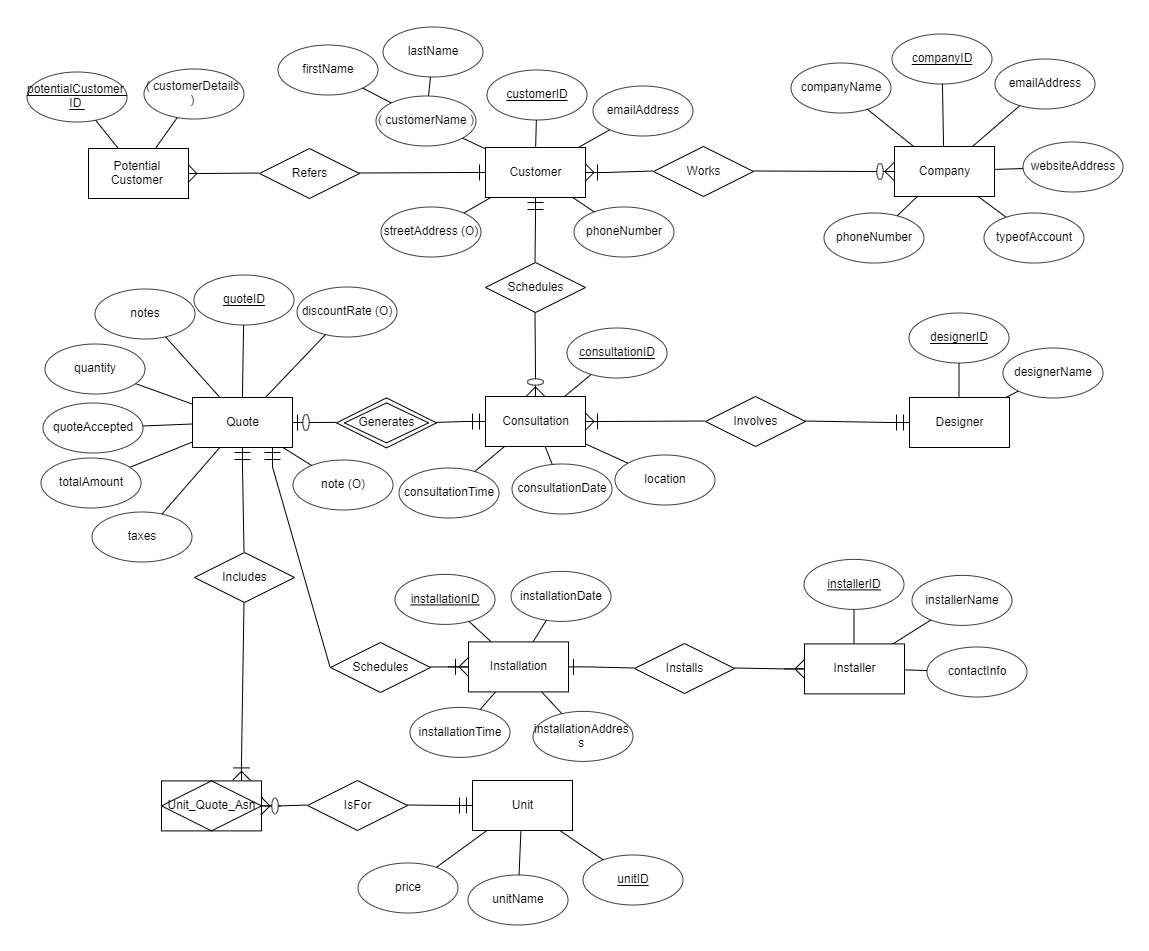 lastName
firstName
companyID
potentialCustomer
ID
( customerDetails
)
customerID
emailAddress
companyName
emailAddress
( customerName )
Potential
Customer
Refers
Customer
Works
Company
websiteAddress
streetAddress (O)
phoneNumber
phoneNumber
typeofAccount
Schedules
notes
quoteID
discountRate (O)
consultationID
designerID
quantity
designerName
quoteAccepted
Quote
Generates
Consultation
Involves
Designer
totalAmount
note (O)
consultationTime
consultationDate
location
taxes
Includes
installationID
installationDate
installerID
installerName
Schedules
Installation
Installs
Installer
contactInfo
installationTime
installationAddres
s
Unit_Quote_Asn
IsFor
Unit
price
unitName
unitID